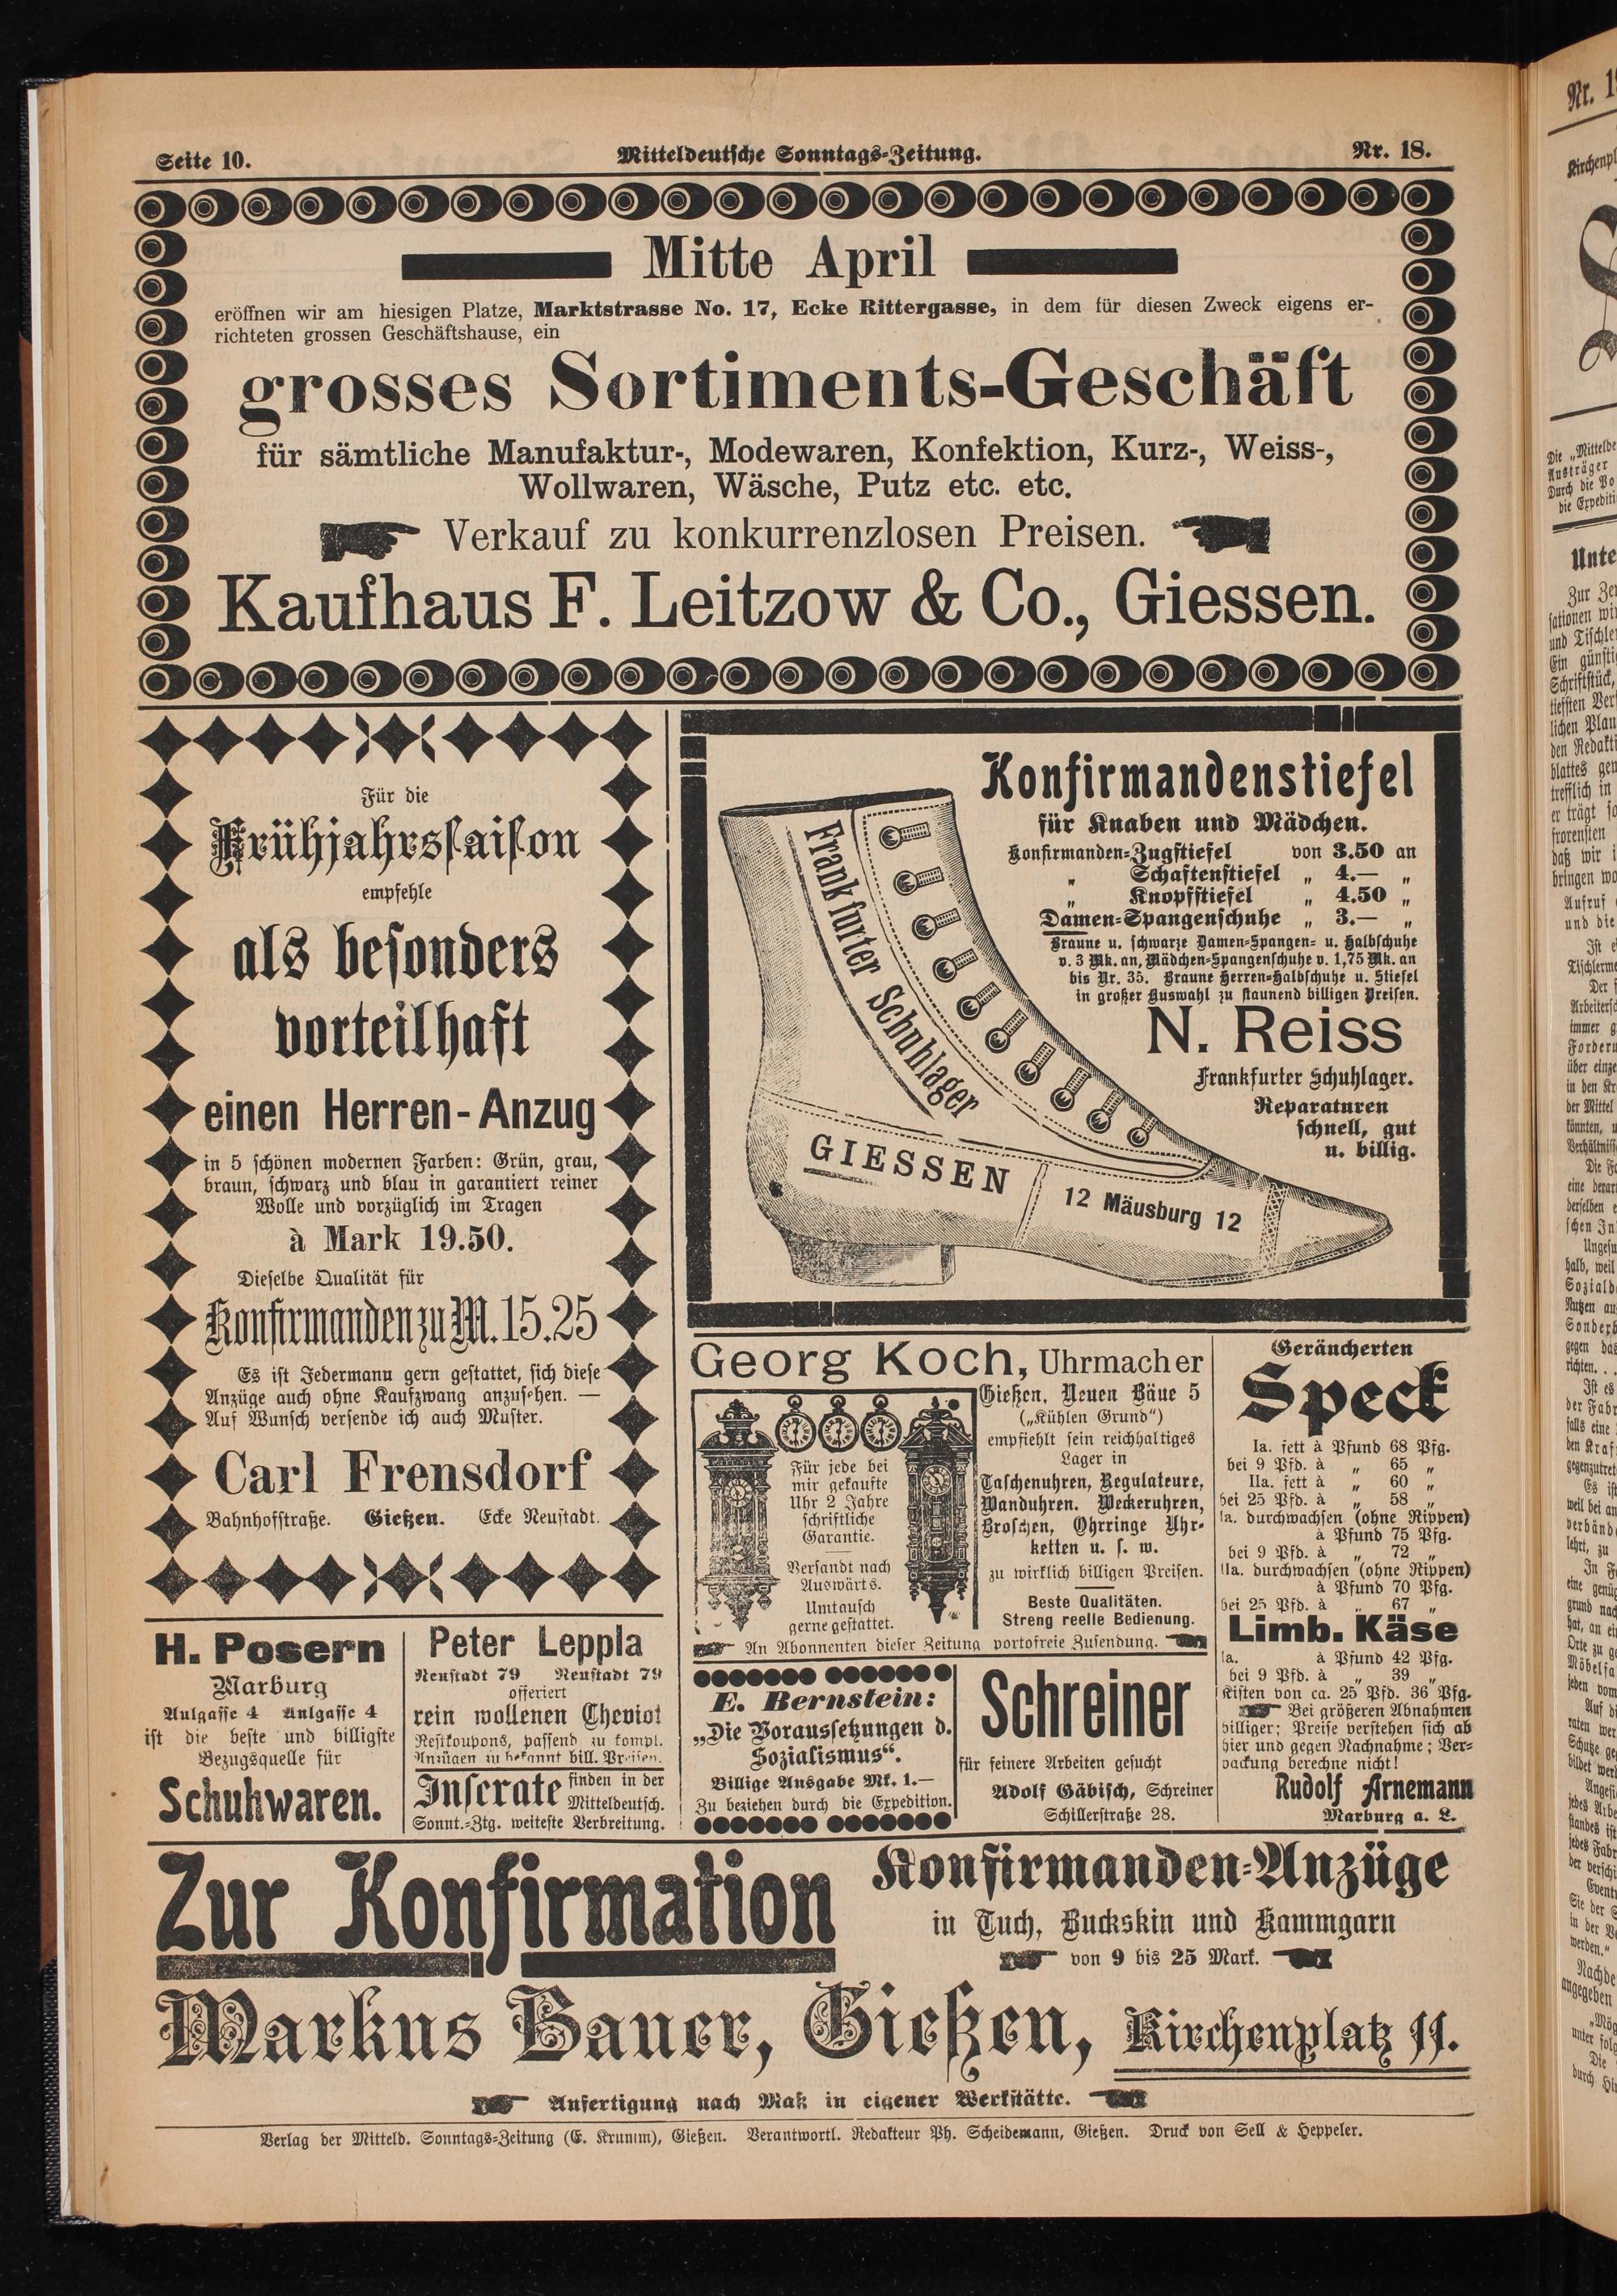 Seite 10.
Mitteldeutsche Sonntags-Zeitung.
Nr. 18.
Mitte April
eröffnen wir am hiesigen Platze, Marktstrasse No. 17, Ecke Rittergasse, in dem für diesen Zweck eigens er-
richteten grossen Geschäftshause, ein
grosses Sortiments-Geschäft
für sämtliche Manufaktur-, Modewaren, Konfektion, Kurz-, Weiss-,
Wollwaren, Wäsche, Putz etc. etc.
Verkauf zu konkurrenzlosen Preisen.
Kaufhaus F. Leitzow & Co., Giessen.
Für die
Frühjahrssaison
empfehle
als besonders
vorteilhaft
einen Herren-Anzug
in 5 schönen modernen Farben: Grün, grau,
braun, schwarz und blau in garantiert reiner
Wolle und vorzüglich im Tragen
à Mark 19.50.
Dieselbe Qualität für
Konfirmanden zu M. 15.25
Es ist Jedermann gern gestattet, sich diese
Anzüge auch ohne Kaufzwang anzusehen. —
Auf Wunsch versende ich auch Muster.
Carl Frensdorf
Bahnhofstraße. Gießen. Ecke Neustadt.
Konfirmandenstiefel
für Knaben und Mädchen.
Konfirmanden-Zugstiefel von 3.50 an
„ Schaftenstiefel „ 4.— „
„ Knopfstiefel „ 4.50 „
Damen-Spangenschuhe „ 3.— „
Braune u. schwarze Damen-Spangen- u. Halbschuhe
v. 3 Mk. an, Mädchen-Spangenschuhe v. 1,75 Mk. an
bis Nr. 35. Braune Herren-Halbschuhe u. Stiefel
in großer Auswahl zu staunend billigen Preisen.
N. Reiss
Frankfurter Schuhlager.
Reparaturen
schnell, gut
u. billig.
Frankfurter Schuhlager
GIESSEN
12 Mäusburg 12
Georg Koch, Uhrmacher
Gießen, Neuen Bäue 5
(„Kühlen Grund“)
empfiehlt sein reichhaltiges
Lager in
Taschenuhren, Regulateure,
Wanduhren. Weckeruhren,
Broschen, Ohrringe Uhr-
ketten u. s. w.
zu wirklich billigen Preisen.
Beste Qualitäten.
Streng reelle Bedienung.
Für jede bei
mir gekaufte
Uhr 2 Jahre
schriftliche
Garantie.
Versandt nach
Auswärts.
Umtausch
gerne gestattet.
An Abonnenten dieser Zeitung portofreie Zusendung.
Geräucherten
Speck
Ia. fett à Pfund 68 Pfg.
bei 9 Pfd. à „ 65 „
IIa. fett à „ 60 „
bei 25 Pfd. à „ 58 „
Ia. durchwachsen (ohne Rippen)
à Pfund 75 Pfg.
bei 9 Pfd. à „ 72 „
IIa. durchwachsen (ohne Rippen)
à Pfund 70 Pfg.
bei 25 Pfd. à „ 67 „
Limb. Käse
Ia. à Pfund 42 Pfg.
bei 9 Pfd. à „ 39 „
Kisten von ca. 25 Pfd. 36 Pfg.
Bei größeren Abnahmen
billiger; Preise verstehen sich ab
hier und gegen Nachnahme; Ver-
packung berechne nicht!
Rudolf Arnemann
Marburg a. L.
H. Posern
Marburg
Aulgasse 4 Aulgasse 4
ist die beste und billigste
Bezugsquelle für
Schuhwaren.
Peter Leppla
Neustadt 79 Neustadt 79
offeriert
rein wollenen Cheviot
Restkoupons, passend zu kompl.
Anzügen zu bekannt bill. Preisen.
Inserate finden in der
Mitteldeutsch.
Sonnt.-Ztg. weiteste Verbreitung.
E. Bernstein:
„Die Voraussetzungen d.
Sozialismus“.
Billige Ausgabe Mk. 1.—
Zu beziehen durch die Expedition.
Schreiner
für feinere Arbeiten gesucht
Adolf Gäbisch, Schreiner
Schillerstraße 28.
Zur Konfirmation
Konfirmanden-Anzüge
in Tuch, Buckskin und Kammgarn
von 9 bis 25 Mark.
Markus Bauer, Gießen, Kirchenplatz 11.
Anfertigung nach Maß in eigener Werkstätte.
Verlag der Mitteld. Sonntags-Zeitung (E. Krumm), Gießen. Verantwortl. Redakteur Ph. Scheidemann, Gießen. Druck von Sell & Heppeler.